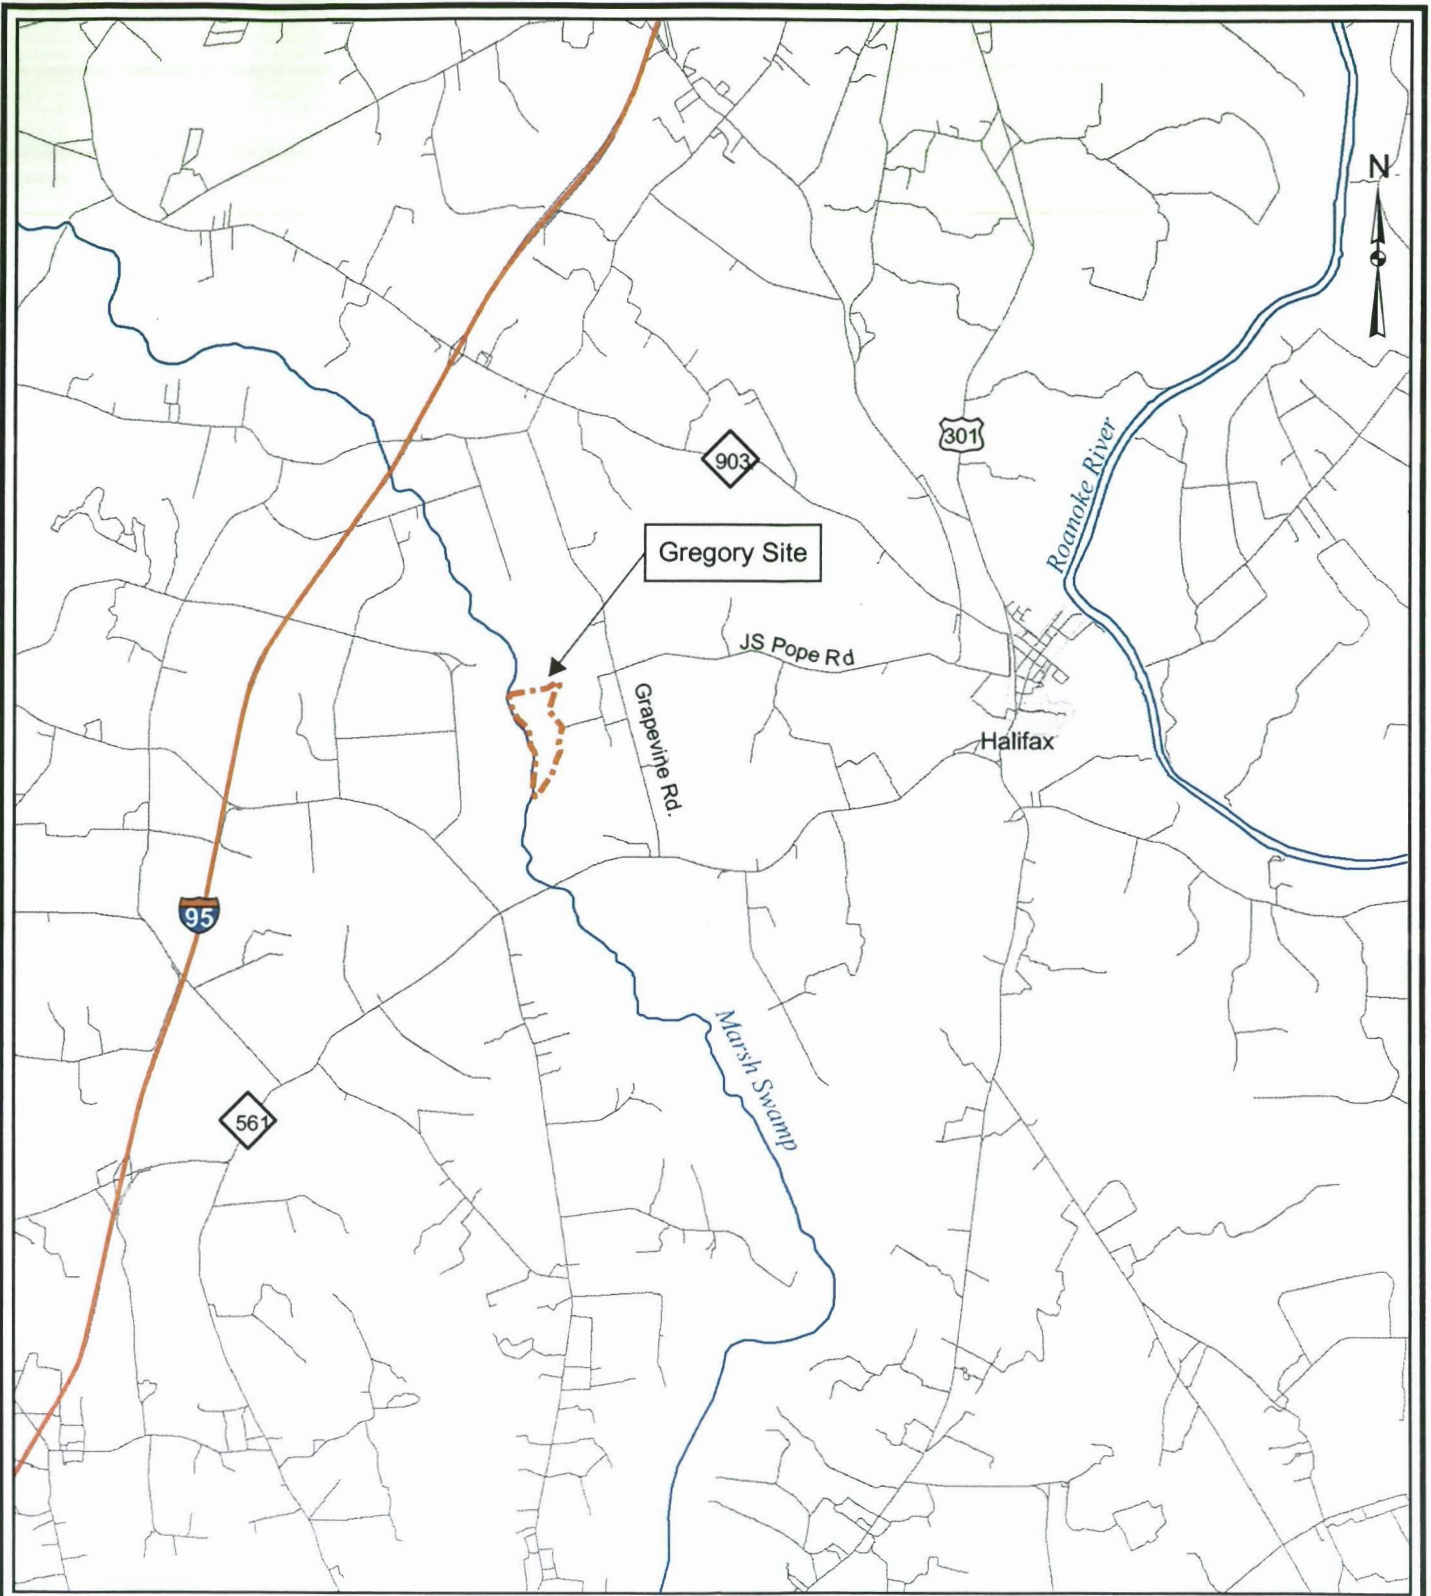 N
301
903
Roanoke River
Gregory Site
JS Pope Rd
Grapevine Rd.
Halifax
95
Marsh Swamp
561